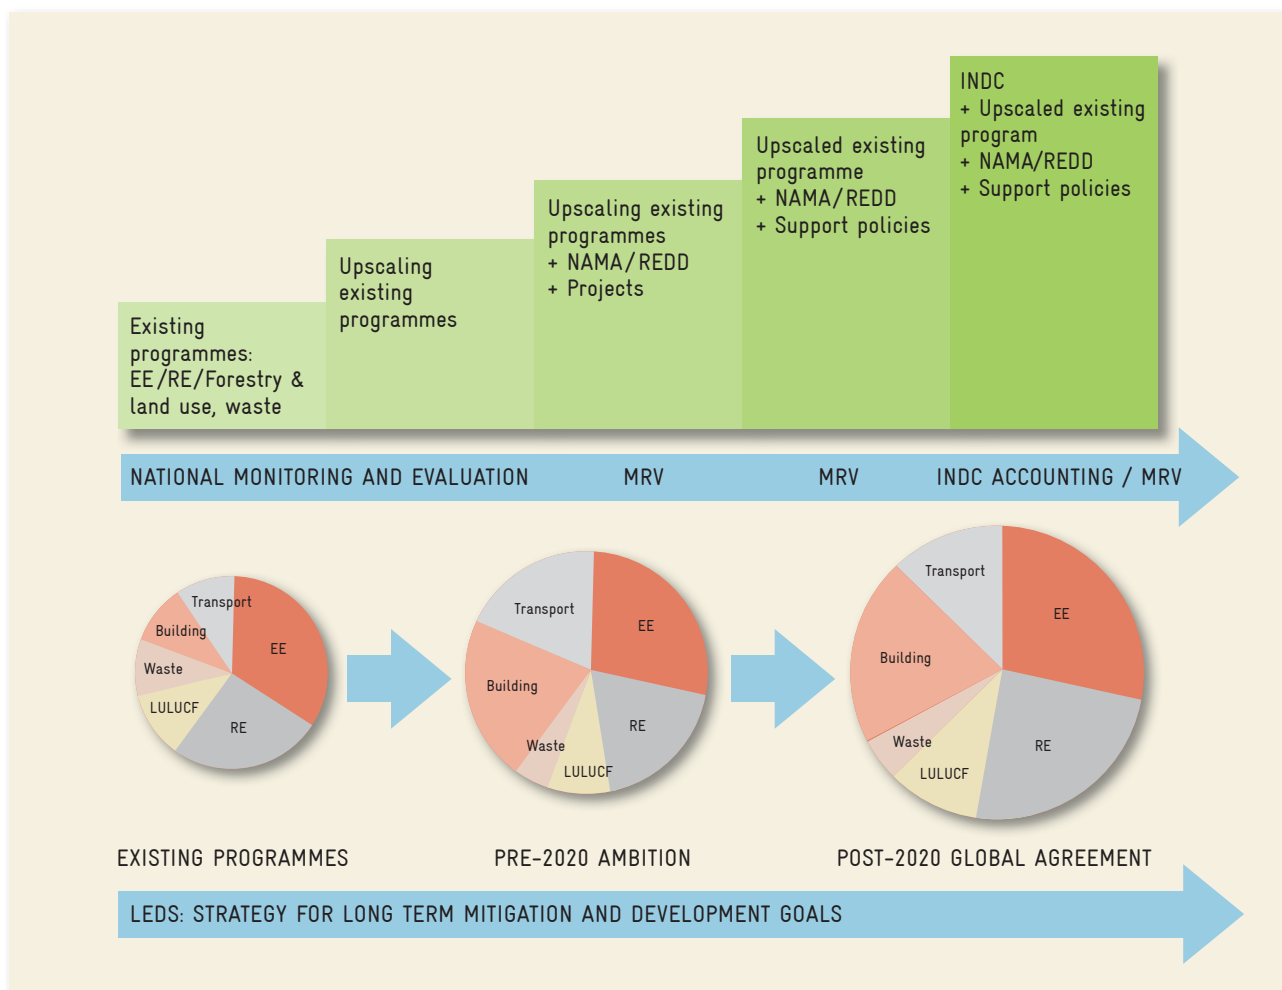 Existing
programmes:
EE/RE/Forestry &
land use, waste
Upscaling
existing
programmes
Upscaling existing
programmes
+ NAMA/REDD
+ Projects
Upscaled existing
programme
+ NAMA/REDD
+ Support policies
INDC
+ Upscaled existing
program
+ NAMA/REDD
+ Support policies
NATIONAL MONITORING AND EVALUATION MRV MRV INDC ACCOUNTING / MRV
Transport
EE
Building
Waste
LULUCF
RE
Transport
EE
Building
RE
Waste
LULUCF
Transport
EE
Building
Waste
RE
LULUCF
EXISTING PROGRAMMES
PRE-2020 AMBITION
POST-2020 GLOBAL AGREEMENT
LEDS: STRATEGY FOR LONG TERM MITIGATION AND DEVELOPMENT GOALS